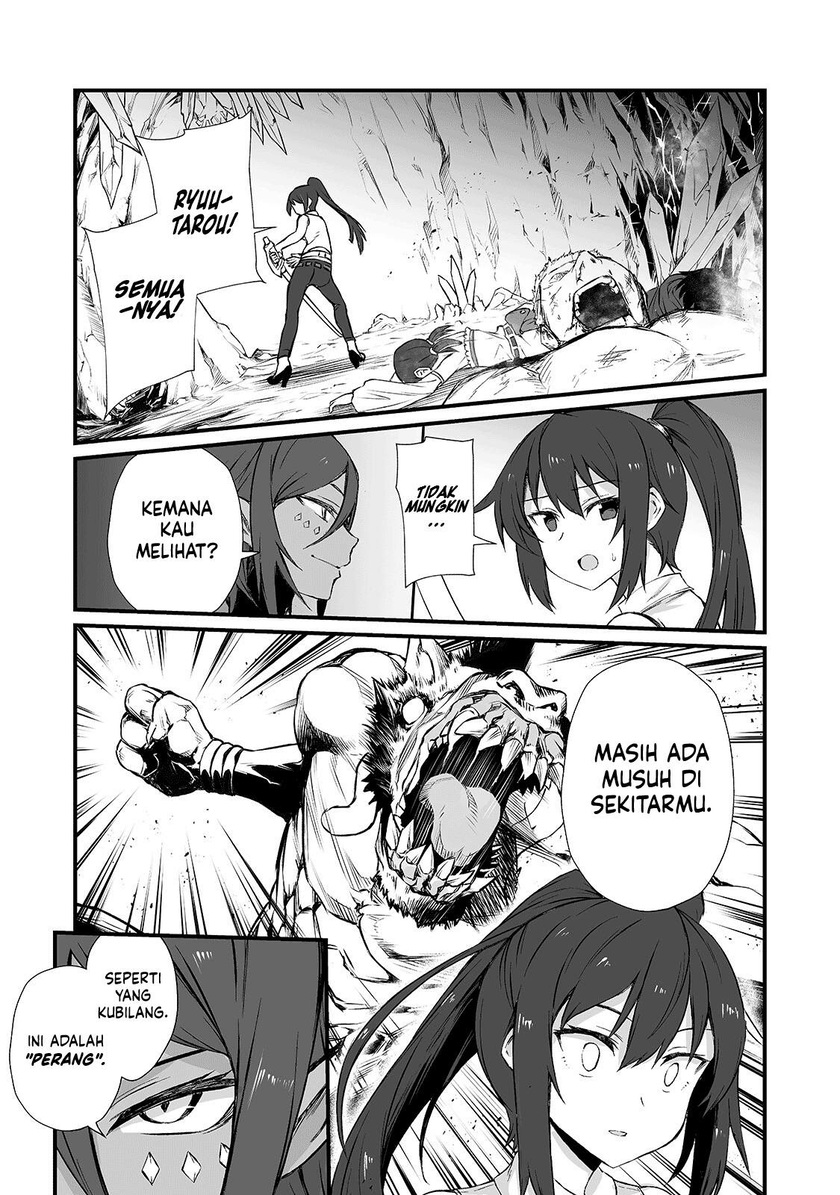 RYUU-
TAROU!
SEMUA
-NYA!
TIDAK
MUNGKIN
...
KEMANA
KAU
MELIHAT?
MASIH ADA
MUSUH DI
SEKITARMU.
SEPERTI
YANG
KUBILANG.
INI ADALAH
"PERANG".